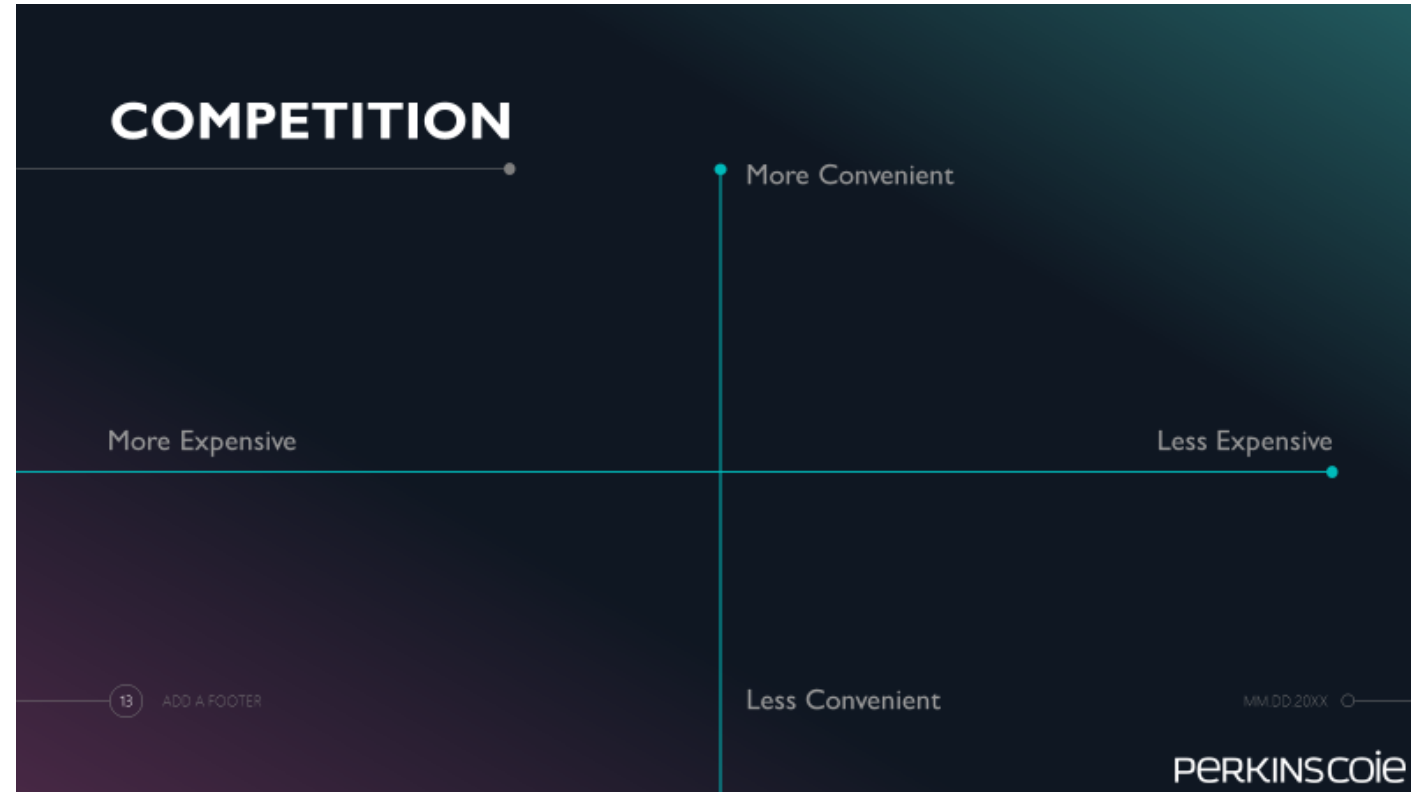 COMPETITION
More Convenient
More Expensive
Less Expensive
13 ADD A FOOTER
Less Convenient
MM.DD.20XX
PERKINSCOIE